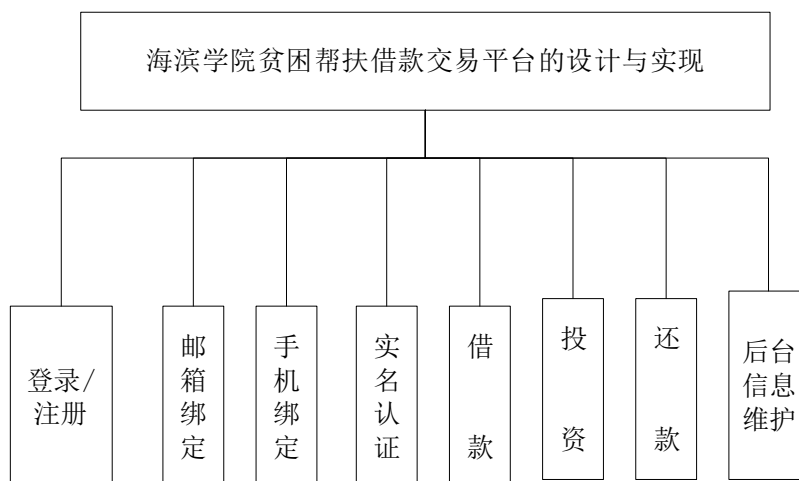 海滨学院贫困帮扶借款交易平台的设计与实现
登录/
注册
邮箱绑定
手机绑定
实名认证
借款
投资
还款
后台
信息
维护